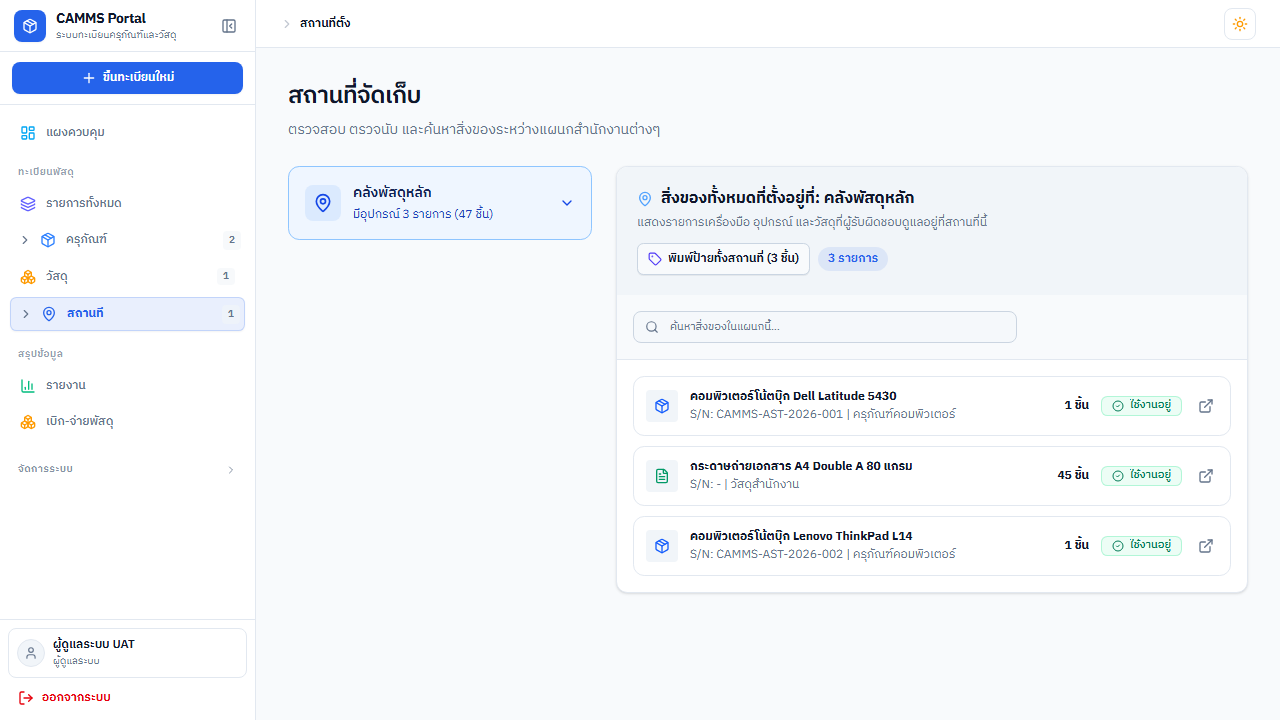 CAMMS Portal
ระบบทะเบียนครุภัณฑ์และวัสดุ
ขึ้นทะเบียนใหม่
แผงควบคุม
ทะเบียนพัสดุ
รายการทั้งหมด
ครุภัณฑ์ 2
วัสดุ 1
สถานที่ 1
สรุปข้อมูล
รายงาน
เบิก-จ่ายพัสดุ
จัดการระบบ
ผู้ดูแลระบบ UAT
ผู้ดูแลระบบ
ออกจากระบบ
สถานที่ตั้ง
สถานที่จัดเก็บ
ตรวจสอบ ตรวจนับ และค้นหาสิ่งของระหว่างแผนกสำนักงานต่างๆ
คลังพัสดุหลัก
มีอุปกรณ์ 3 รายการ (47 ชิ้น)
สิ่งของทั้งหมดที่ตั้งอยู่ที่: คลังพัสดุหลัก
แสดงรายการเครื่องมือ อุปกรณ์ และวัสดุที่ผู้รับผิดชอบดูแลอยู่ที่สถานที่นี้
พิมพ์ป้ายทั้งสถานที่ (3 ชิ้น) 3 รายการ
ค้นหาสิ่งของในแผนกนี้...
คอมพิวเตอร์โน้ตบุ๊ก Dell Latitude 5430
S/N: CAMMS-AST-2026-001 | ครุภัณฑ์คอมพิวเตอร์
1 ชิ้น ใช้งานอยู่
กระดาษถ่ายเอกสาร A4 Double A 80 แกรม
S/N: - | วัสดุสำนักงาน
45 ชิ้น ใช้งานอยู่
คอมพิวเตอร์โน้ตบุ๊ก Lenovo ThinkPad L14
S/N: CAMMS-AST-2026-002 | ครุภัณฑ์คอมพิวเตอร์
1 ชิ้น ใช้งานอยู่